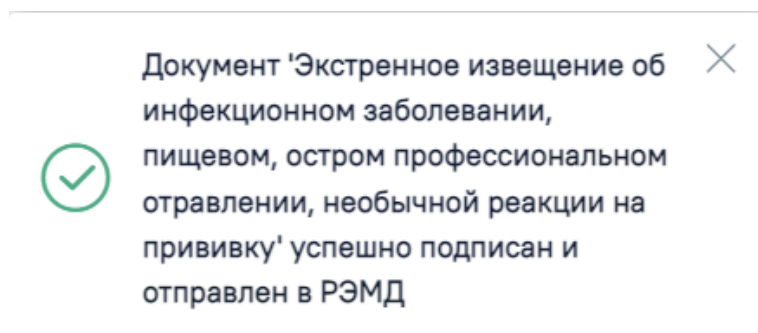 Документ 'Экстренное извещение об
инфекционном заболевании,
пищевом, остром профессиональном
отравлении, необычной реакции на
прививку' успешно подписан и
отправлен в РЭМД